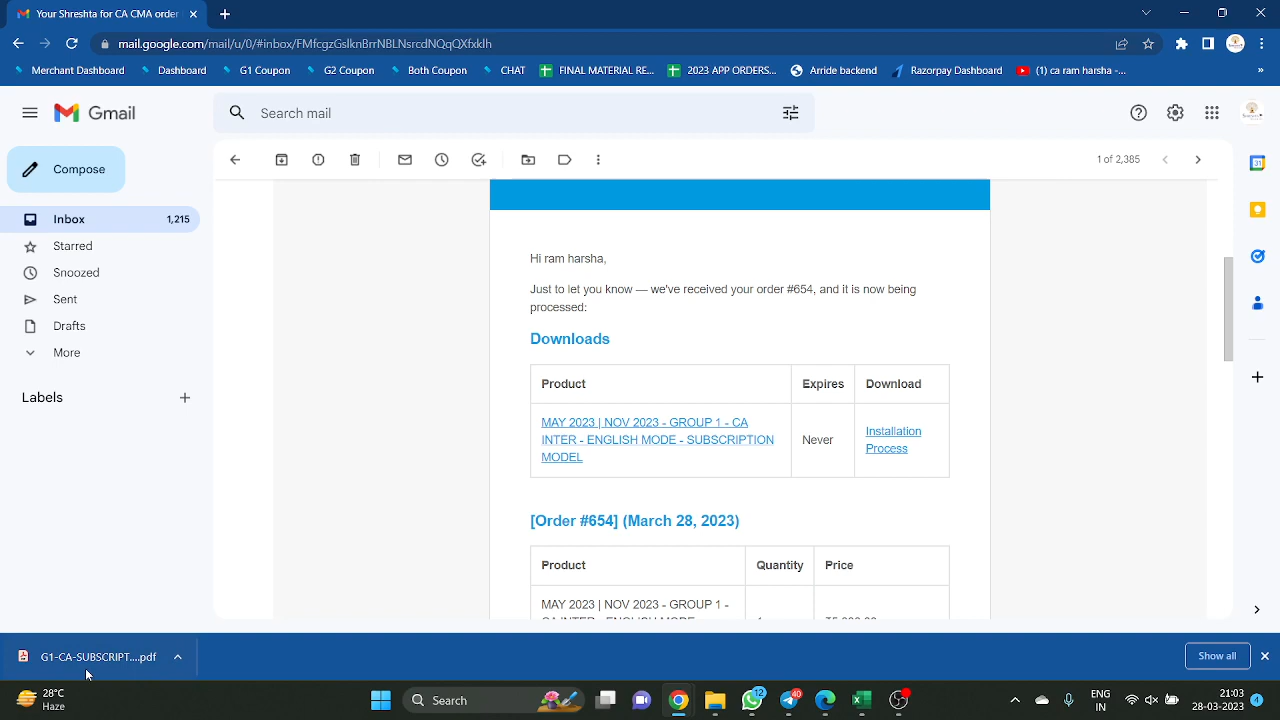 Your Sreshta for CA CMA order
mail.google.com/mail/u/0/#inbox/FMfcgzGslknBrrNBLNsrcdNQqQXfxklh
Merchant Dashboard
Dashboard
G1 Coupon
G2 Coupon
Both Coupon
CHAT
FINAL MATERIAL RE...
2023 APP ORDERS...
Arride backend
Razorpay Dashboard
(1) ca ram harsha -...
»
Gmail
Search mail
Compose
1 of 2,385
31
Inbox 1,215
Starred
Snoozed
Sent
Drafts
More
Labels
Hi ram harsha,
Just to let you know — we've received your order #654, and it is now being
processed:
Downloads
Product Expires Download
MAY 2023 | NOV 2023 - GROUP 1 - CA
INTER - ENGLISH MODE - SUBSCRIPTION
MODEL
Never
Installation
Process
[Order #654] (March 28, 2023)
Product Quantity Price
MAY 2023 | NOV 2023 - GROUP 1 -
G1-CA-SUBSCRIPT....pdf
Show all
28°C
Haze
Search
12
40
ENG
IN
21:03
28-03-2023
4